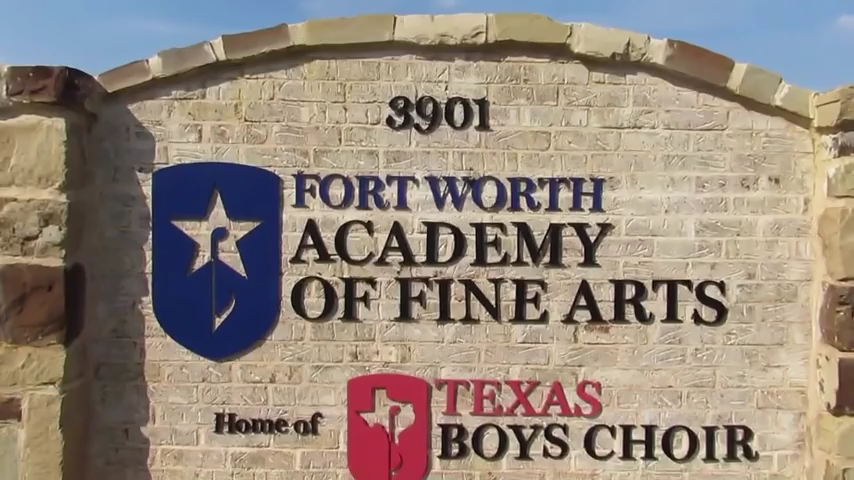 3901
FORT WORTH
ACADEMY
OF FINE ARTS
Home of
TEXAS
BOYS CHOIR